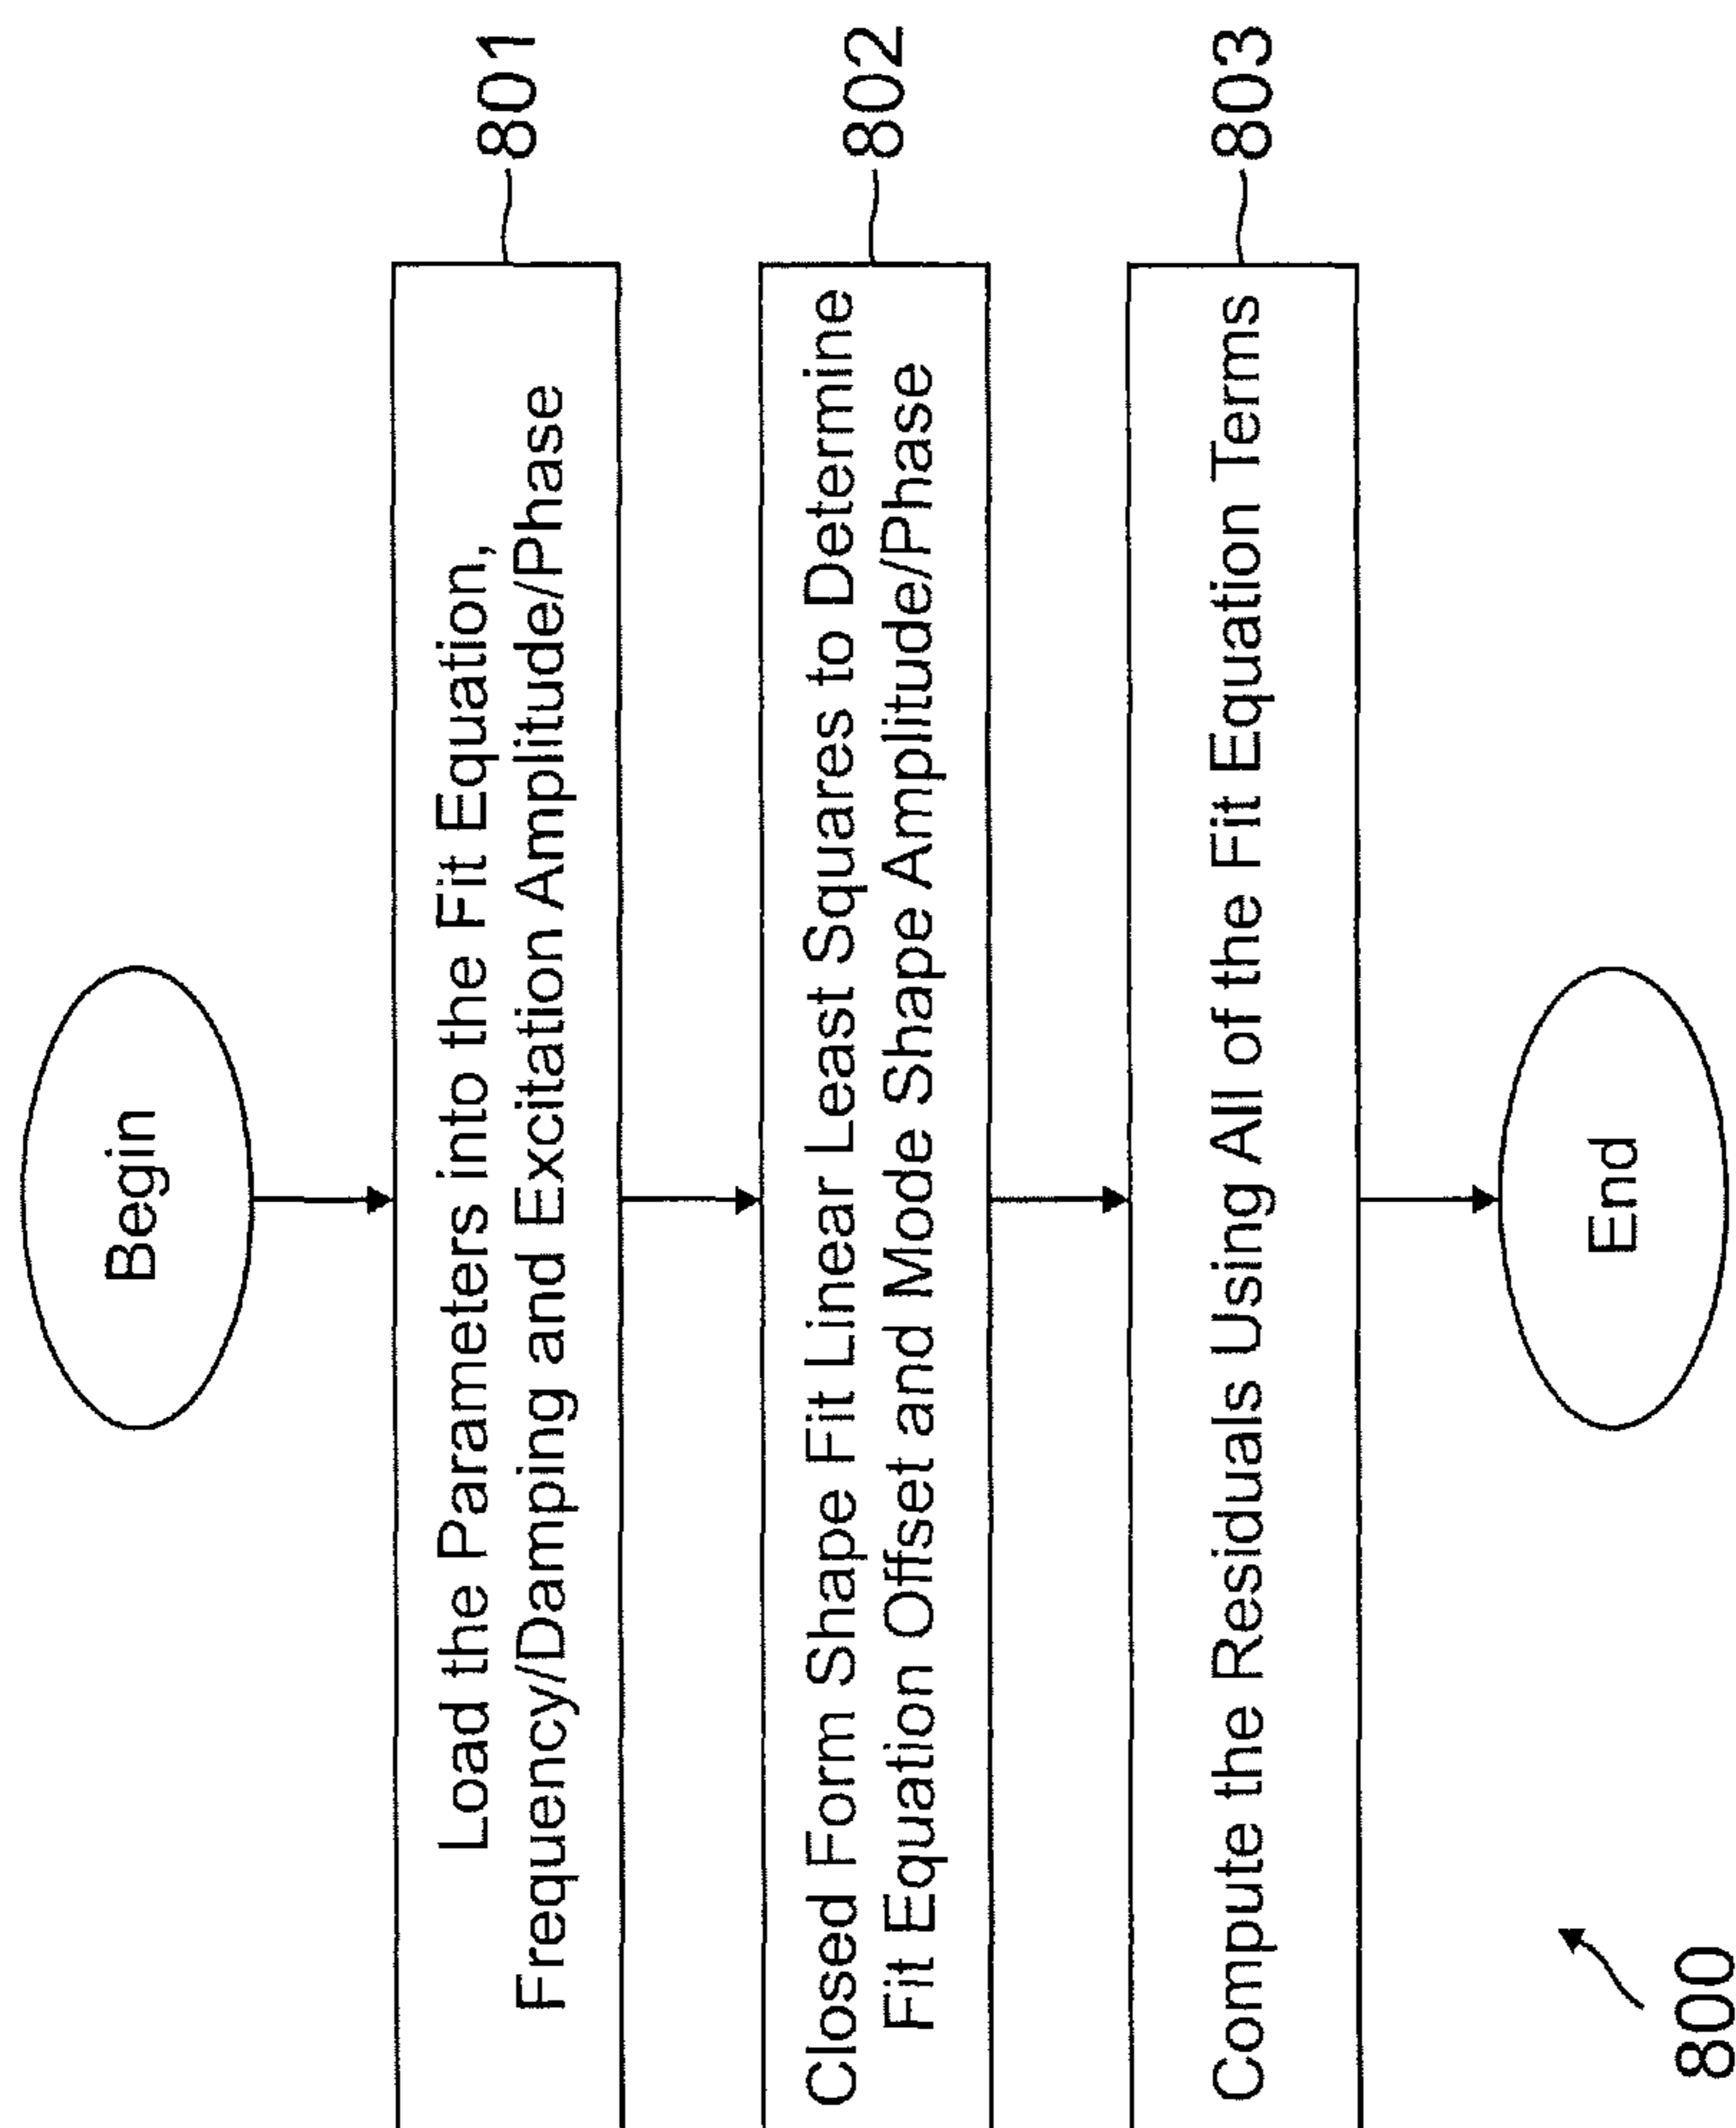 Begin
Load the Parameters into the Fit Equation,
Frequency/Damping and Excitation Amplitude/Phase
801
Closed Form Shape Fit Linear Least Squares to Determine
Fit Equation Offset and Mode Shape Amplitude/Phase
802
Compute the Residuals Using All of the Fit Equation Terms
803
End
800